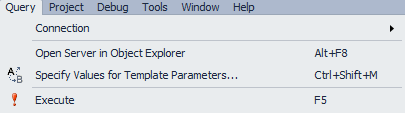 Query Project Debug Tools Window Help
Connection
Open Server in Object Explorer Alt+F8
Specify Values for Template Parameters... Ctrl+Shift+M
Execute F5